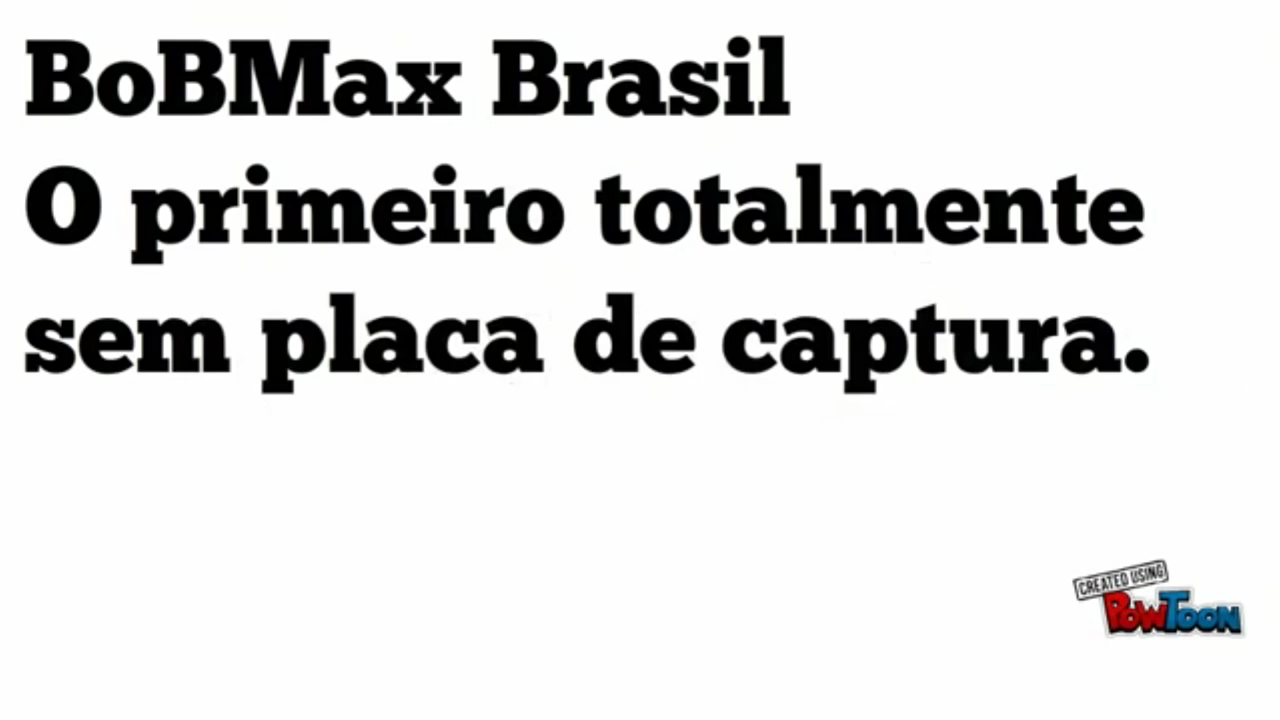 BoBMax Brasil
O primeiro totalmente
sem placa de captura.
CREATED USING
PowToon